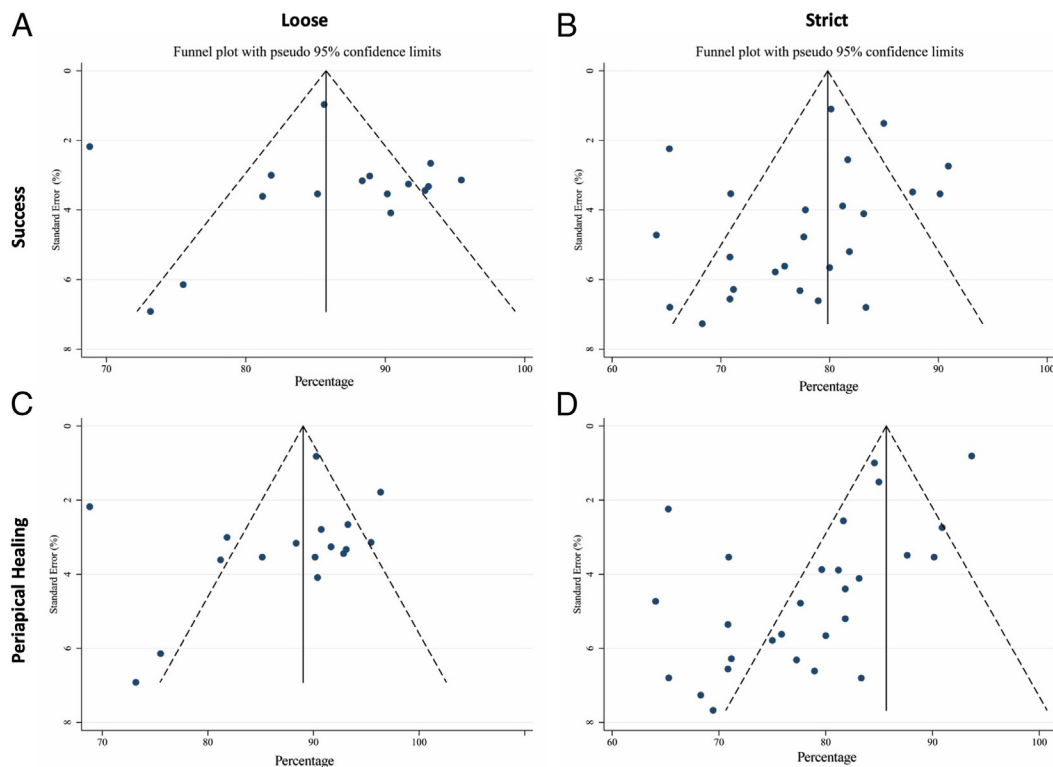 A
Loose
B
Strict
Funnel plot with pseudo 95% confidence limits
Funnel plot with pseudo 95% confidence limits
Success
Standard Error (%)
0
2
4
6
8
70
80
90
100
Percentage
Standard Error (%)
0
2
4
6
8
60
70
80
90
100
Percentage
C
D
Periapical Healing
Standard Error (%)
0
2
4
6
8
70
80
90
100
Percentage
Standard Error (%)
0
2
4
6
8
60
70
80
90
100
Percentage